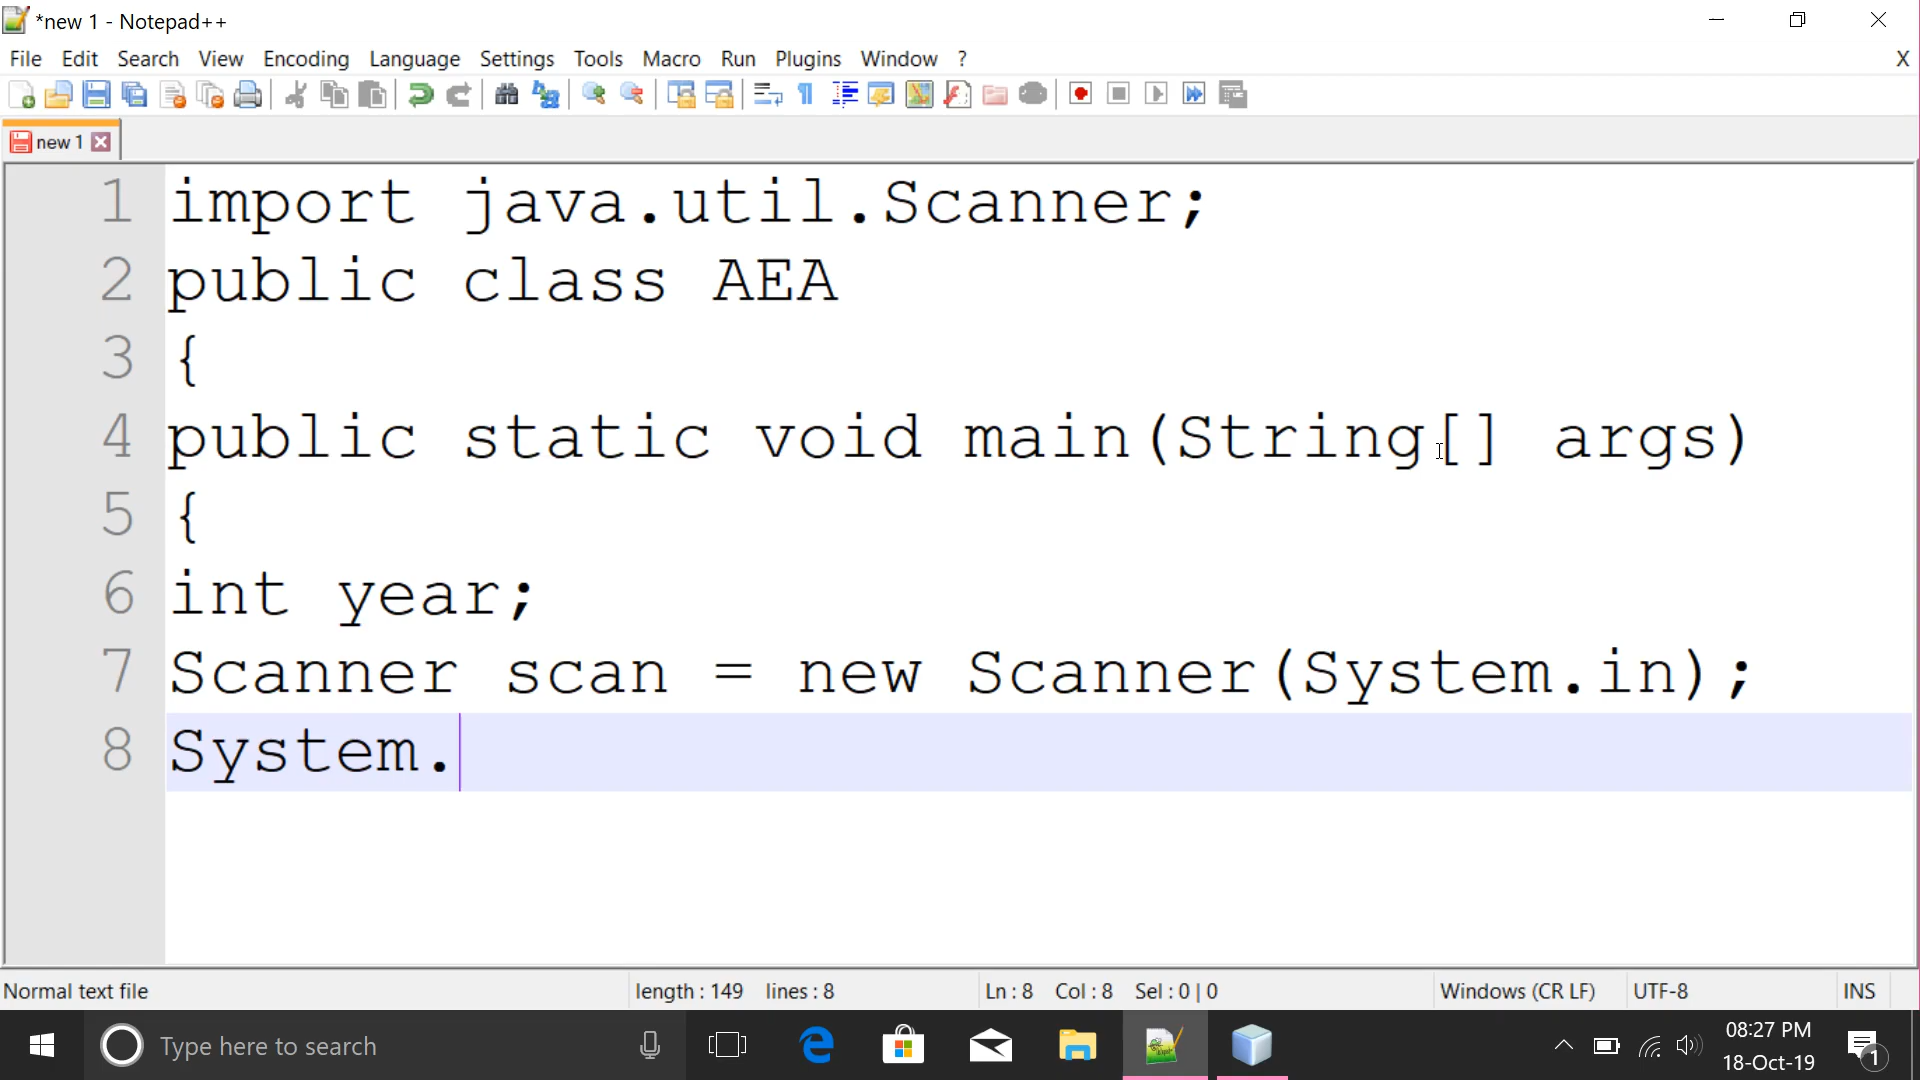 *new 1 - Notepad++
File Edit Search View Encoding Language Settings Tools Macro Run Plugins Window ? X
new 1
1 import java.util.Scanner;
2 public class AEA
3 {
4 public static void main(String[] args)
5 {
6 int year;
7 Scanner scan = new Scanner(System.in);
8 System.
Normal text file length : 149 lines : 8 Ln : 8 Col : 8 Sel : 0 | 0 Windows (CR LF) UTF-8 INS
Type here to search
08:27 PM
18-Oct-19
1